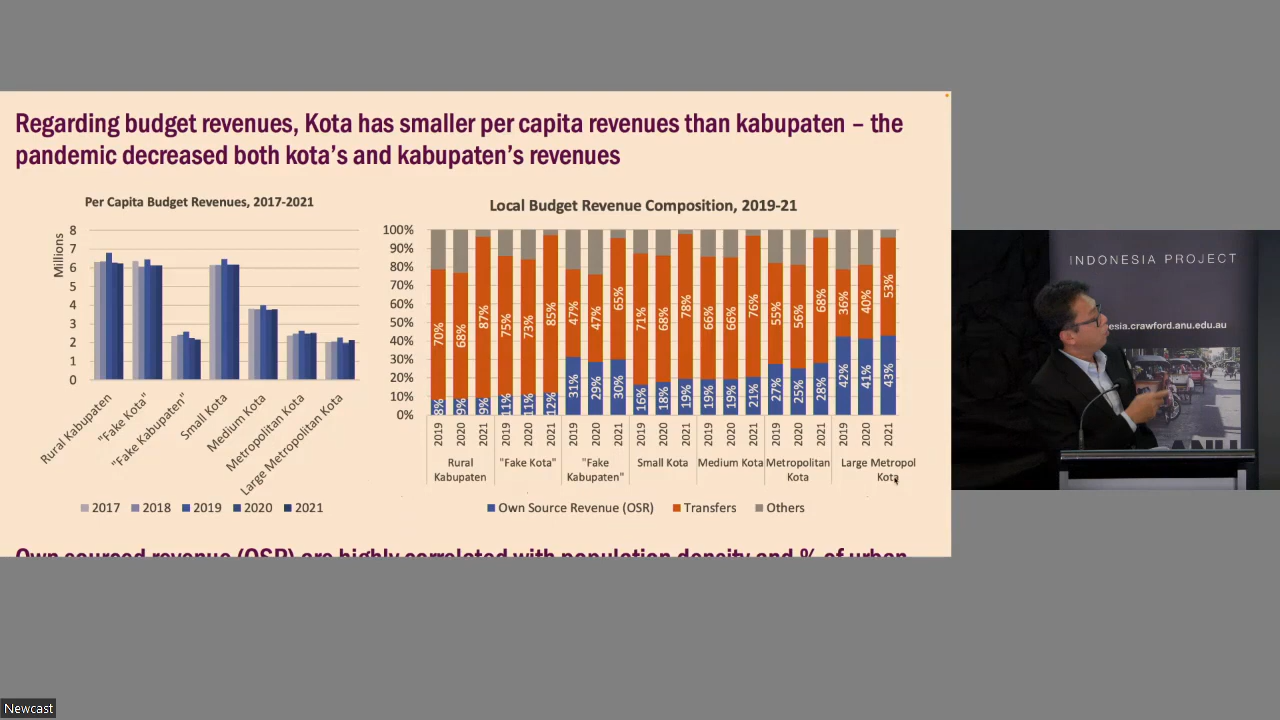 Regarding budget revenues, Kota has smaller per capita revenues than kabupaten – the
pandemic decreased both kota's and kabupaten's revenues
Per Capita Budget Revenues, 2017-2021
Millions
8
7
6
5
4
3
2
1
0
Rural Kabupaten
"Fake Kota"
"Fake Kabupaten"
Small Kota
Medium Kota
Metropolitan Kota
Large Metropolitan Kota
2017 2018 2019 2020 2021
Local Budget Revenue Composition, 2019-21
100%
90%
80%
70%
60%
50%
40%
30%
20%
10%
0%
70% 68% 87% 75% 73% 85% 47% 47% 65% 71% 68% 78% 66% 66% 76% 55% 56% 68% 36% 40% 53%
8% 9% 9% 11% 11% 12% 31% 29% 30% 16% 18% 19% 19% 19% 21% 27% 25% 28% 42% 41% 43%
2019 2020 2021 2019 2020 2021 2019 2020 2021 2019 2020 2021 2019 2020 2021 2019 2020 2021 2019 2020 2021
Rural "Fake Kota" "Fake Small Kota Medium Kota Metropolitan Large Metropol
Kabupaten Kabupaten" Kota Kota
Own Source Revenue (OSR) Transfers Others
Own sourced revenue (OSR) are highly correlated with population density and % of urban
INDONESIA PROJECT
esia.crawford.anu.edu.au
Newcast